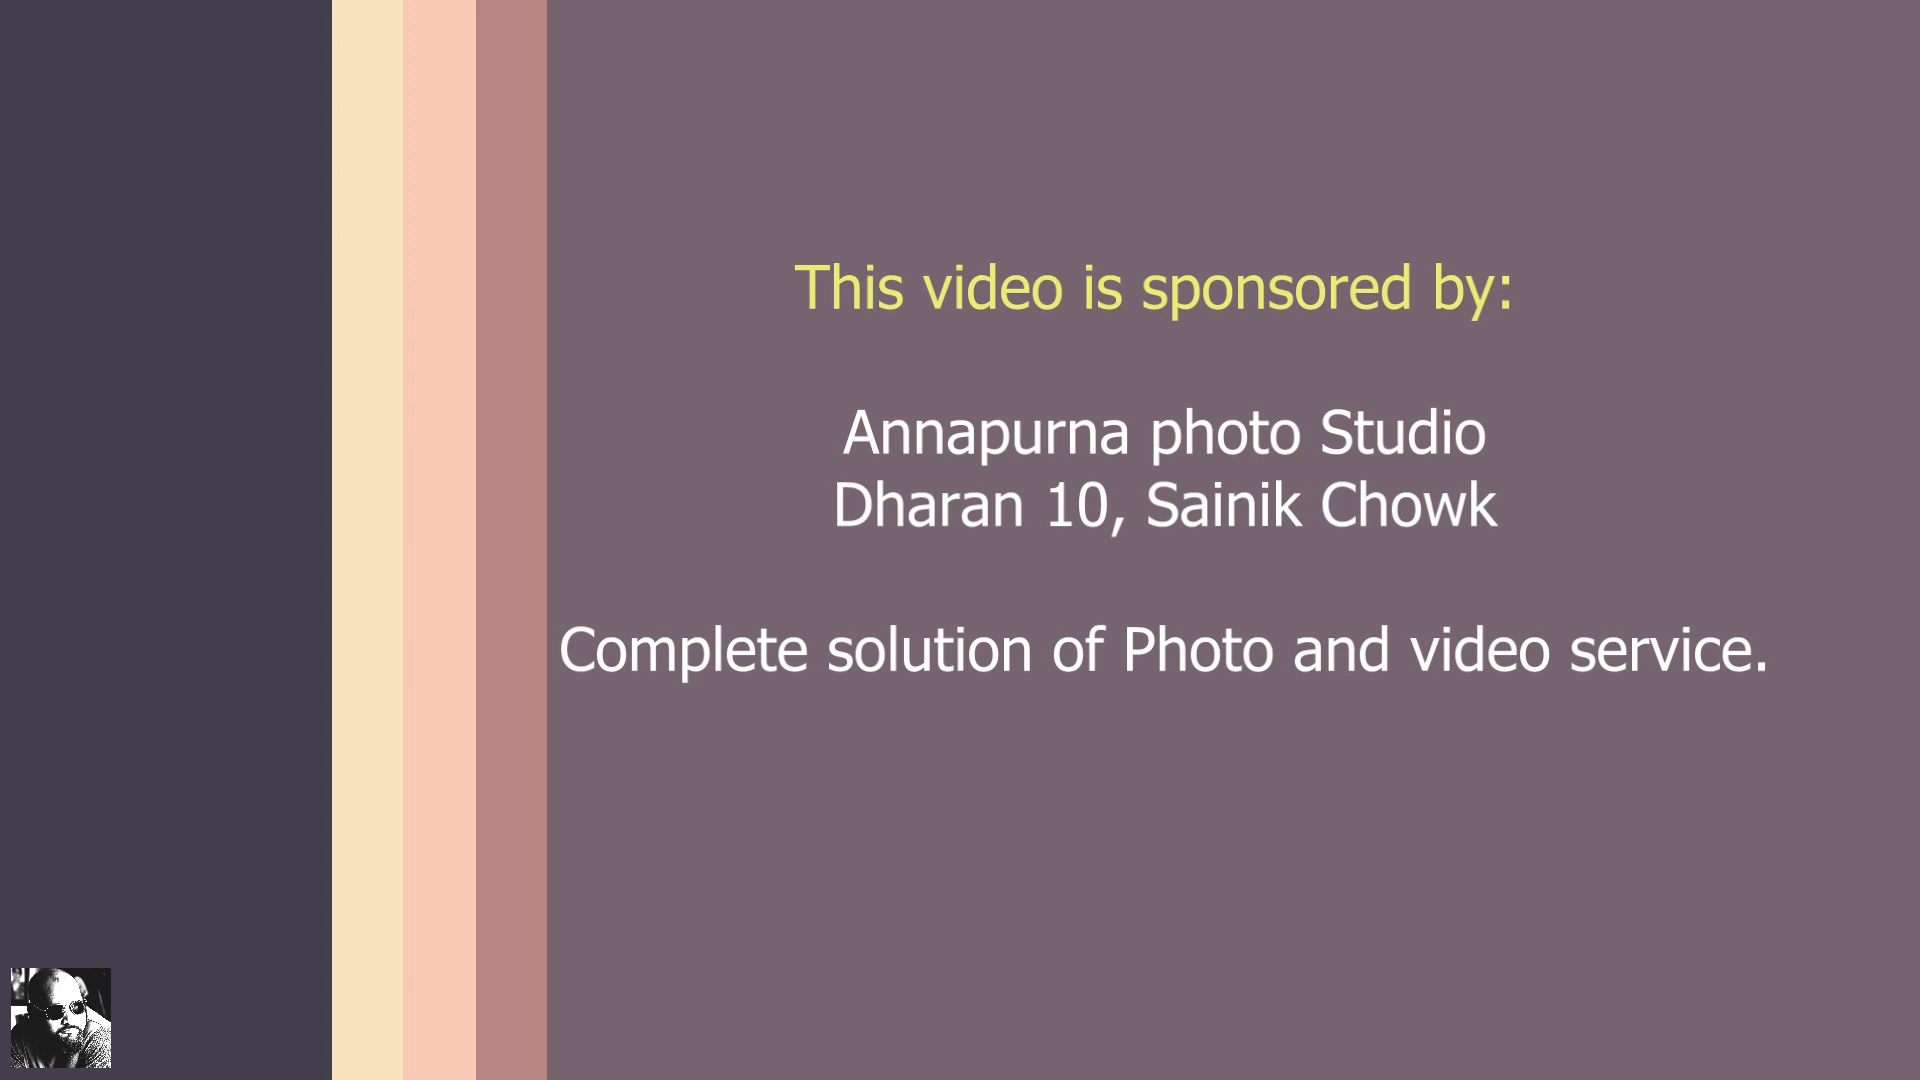 This video is sponsored by:
Annapurna photo Studio
Dharan 10, Sainik Chowk
Complete solution of Photo and video service.